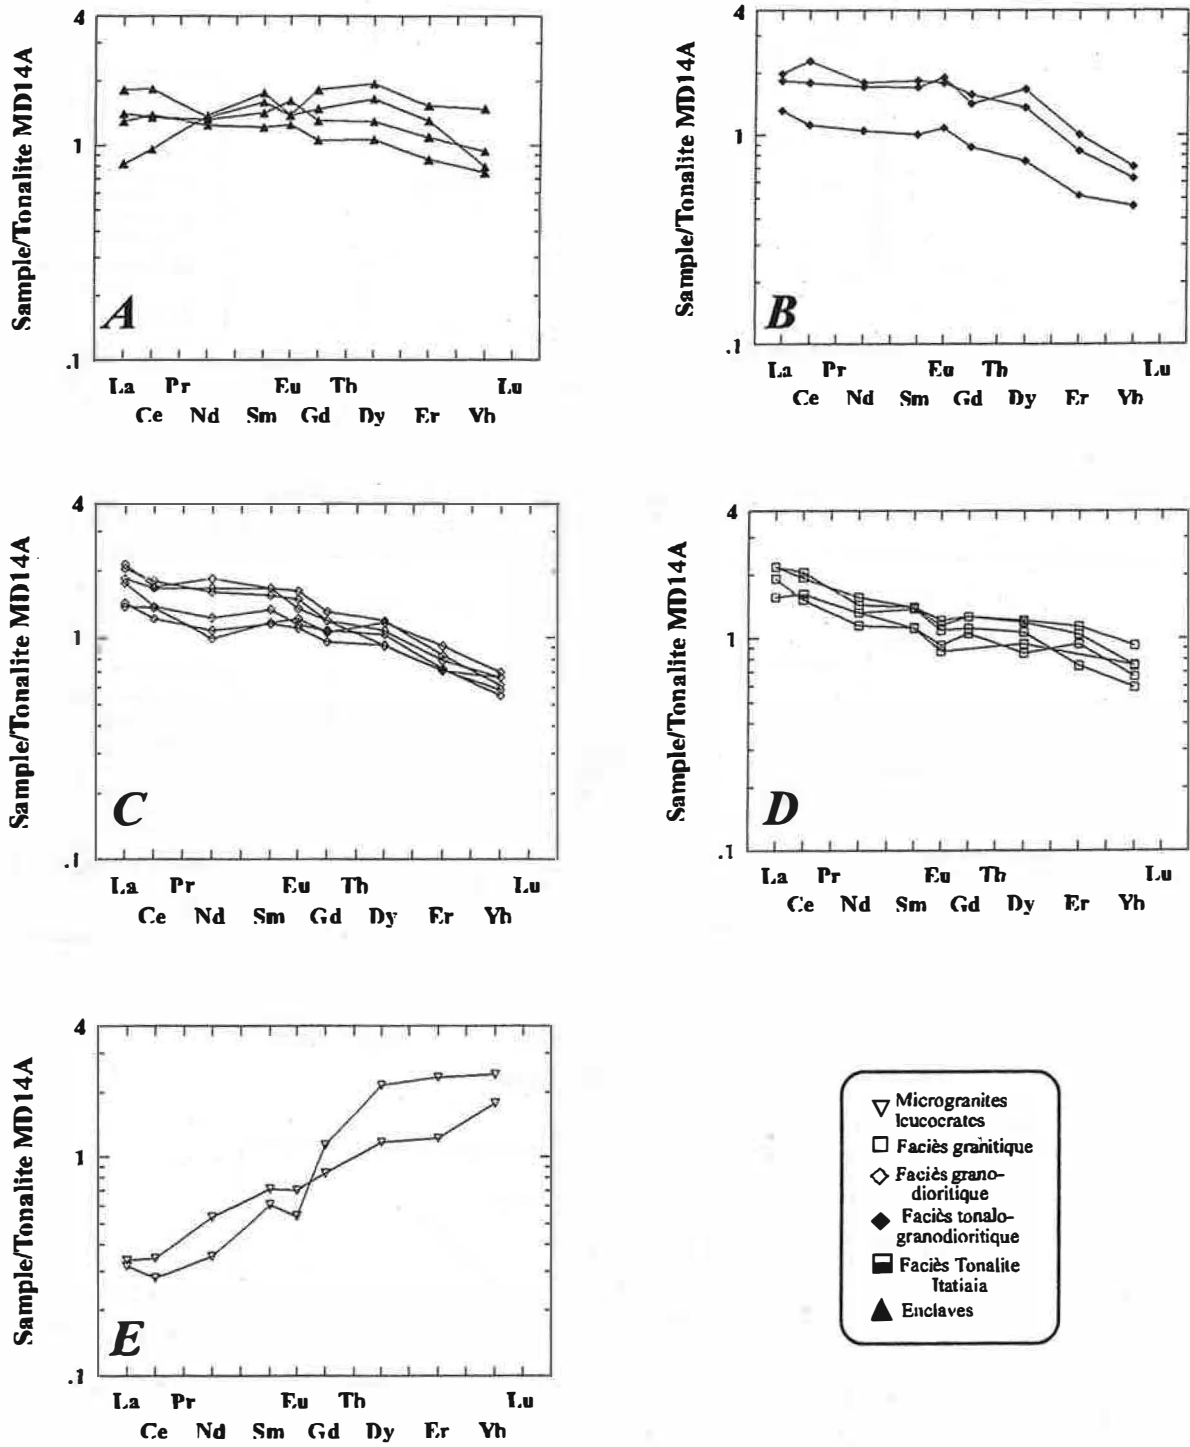 4
1
.1
Sample/Tonalite MD14A
A
La Pr Eu Tb Lu
Ce Nd Sm Gd Dy Er Yb
4
1
.1
Sample/Tonalite MD14A
B
La Pr Eu Tb Lu
Ce Nd Sm Gd Dy Er Yb
4
1
.1
Sample/Tonalite MD14A
C
La Pr Eu Tb Lu
Ce Nd Sm Gd Dy Er Yb
4
1
.1
Sample/Tonalite MD14A
D
La Pr Eu Tb Lu
Ce Nd Sm Gd Dy Er Yb
4
1
.1
Sample/Tonalite MD14A
E
La Pr Eu Tb Lu
Ce Nd Sm Gd Dy Er Yb
Microgranites
leucocrates
Faciès granitique
Faciès grano-
dioritique
Faciès tonalo-
granodioritique
Faciès Tonalite
Itatiaia
Enclaves